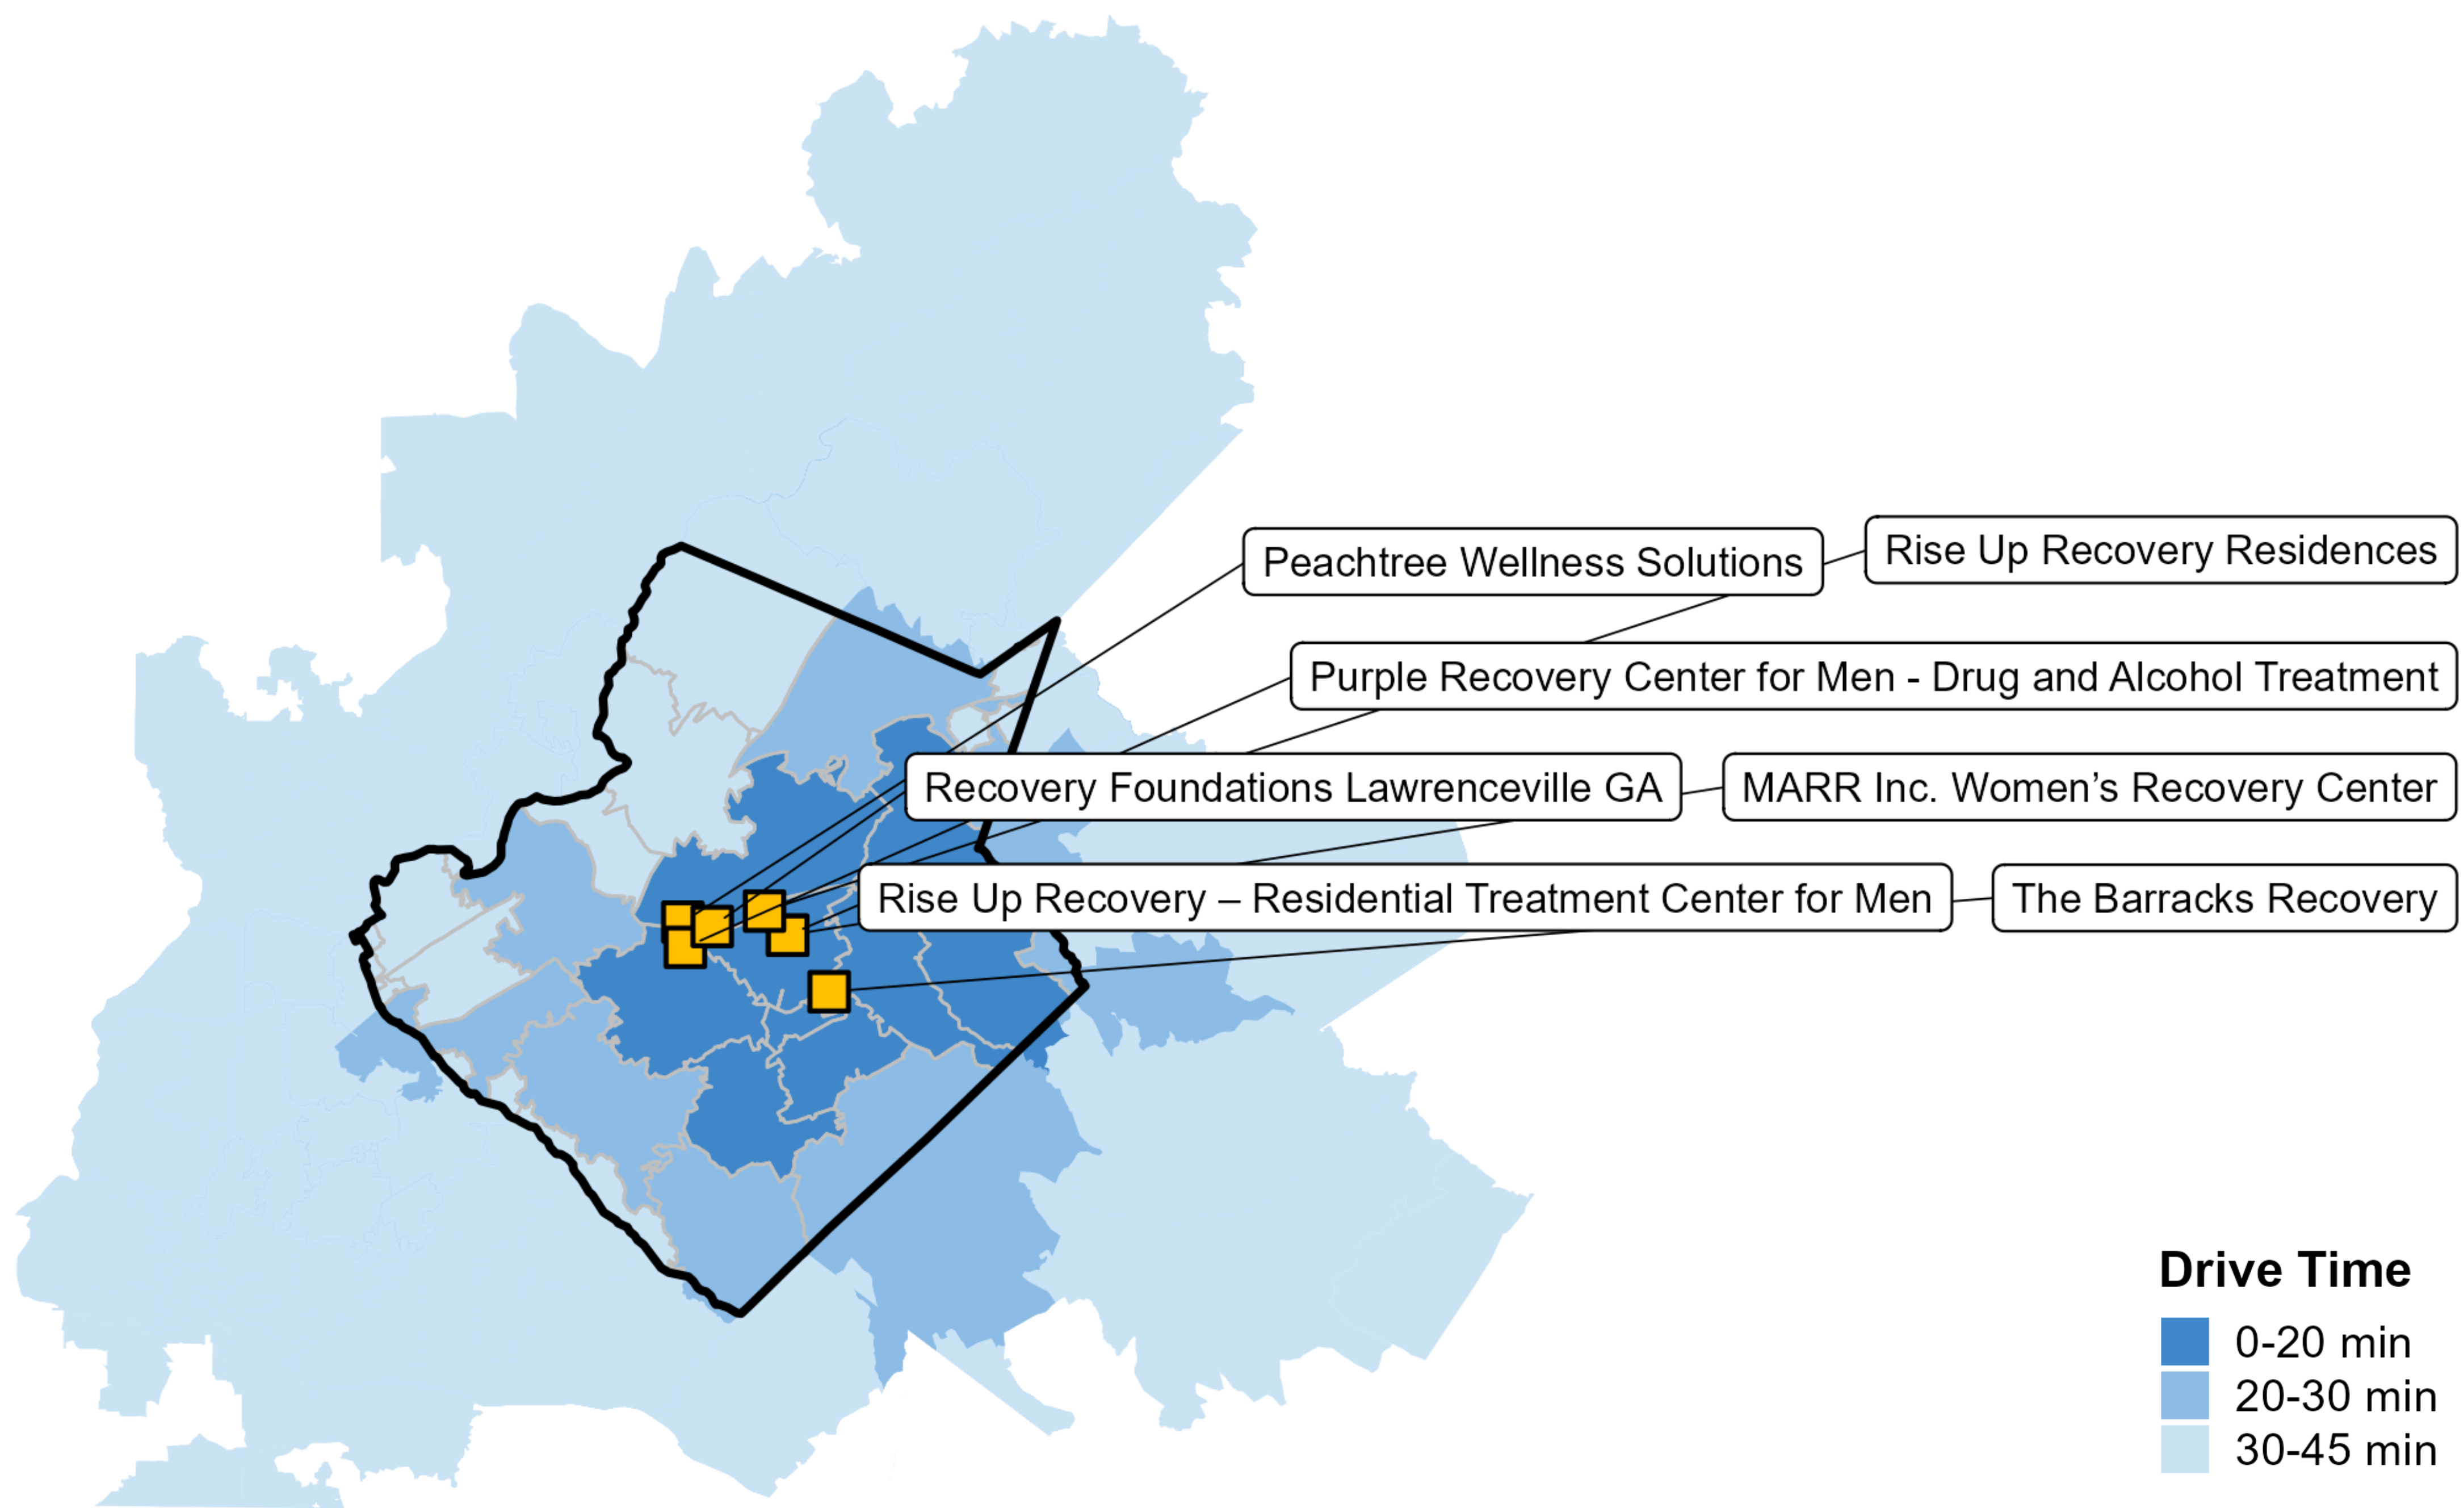 Peachtree Wellness Solutions
Rise Up Recovery Residences
Purple Recovery Center for Men - Drug and Alcohol Treatment
Recovery Foundations Lawrenceville GA
MARR Inc. Women’s Recovery Center
Rise Up Recovery – Residential Treatment Center for Men
The Barracks Recovery
Drive Time
0-20 min
20-30 min
30-45 min